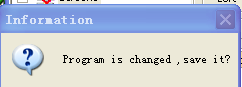 Information
Program is changed ,save it?